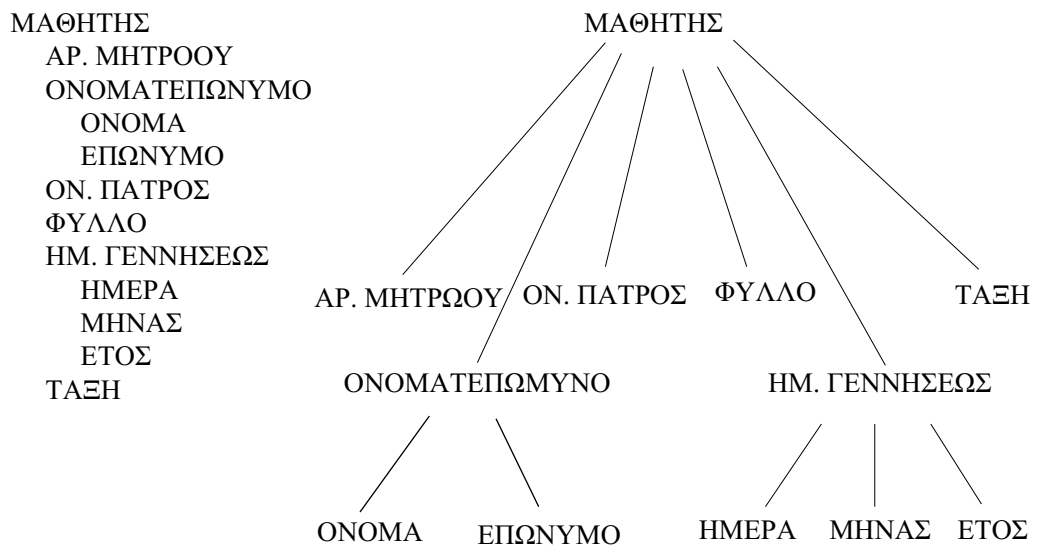 ΜΑΘΗΤΗΣ
ΑΡ. ΜΗΤΡΟΟΥ
ΟΝΟΜΑΤΕΠΩΝΥΜΟ
ΟΝΟΜΑ
ΕΠΩΝΥΜΟ
ΟΝ. ΠΑΤΡΟΣ
ΦΥΛΛΟ
ΗΜ. ΓΕΝΝΗΣΕΩΣ
ΗΜΕΡΑ
ΜΗΝΑΣ
ΕΤΟΣ
ΤΑΞΗ
ΜΑΘΗΤΗΣ
ΑΡ. ΜΗΤΡΩΟΥ ΟΝ. ΠΑΤΡΟΣ ΦΥΛΛΟ ΤΑΞΗ
ΟΝΟΜΑΤΕΠΩΜΥΝΟ ΗΜ. ΓΕΝΝΗΣΕΩΣ
ΟΝΟΜΑ ΕΠΩΝΥΜΟ ΗΜΕΡΑ ΜΗΝΑΣ ΕΤΟΣ